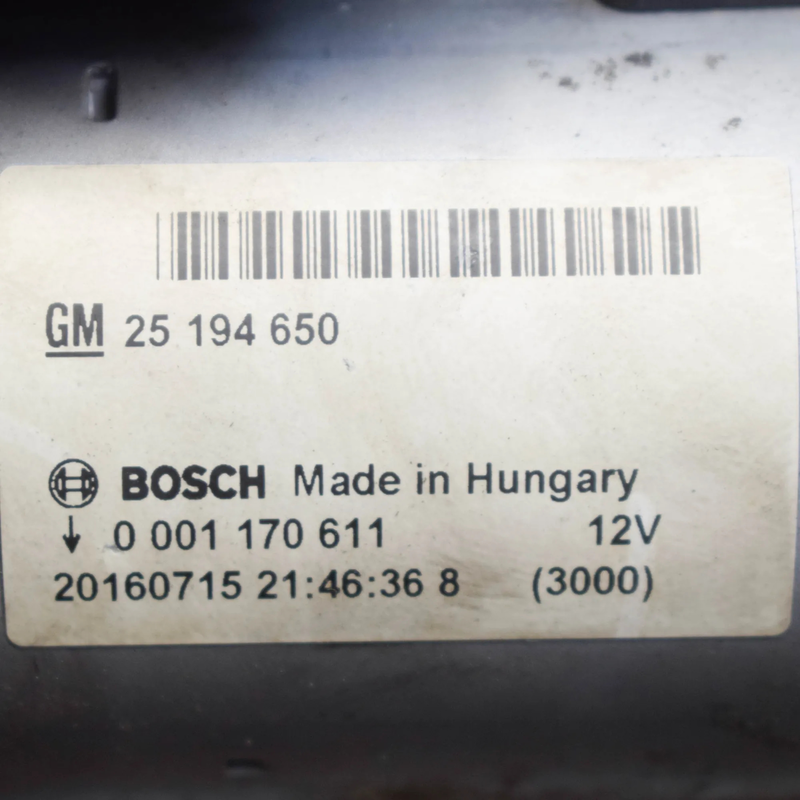 GM 25 194 650
BOSCH Made in Hungary
↓ 0 001 170 611 12V
20160715 21:46:36 8 (3000)